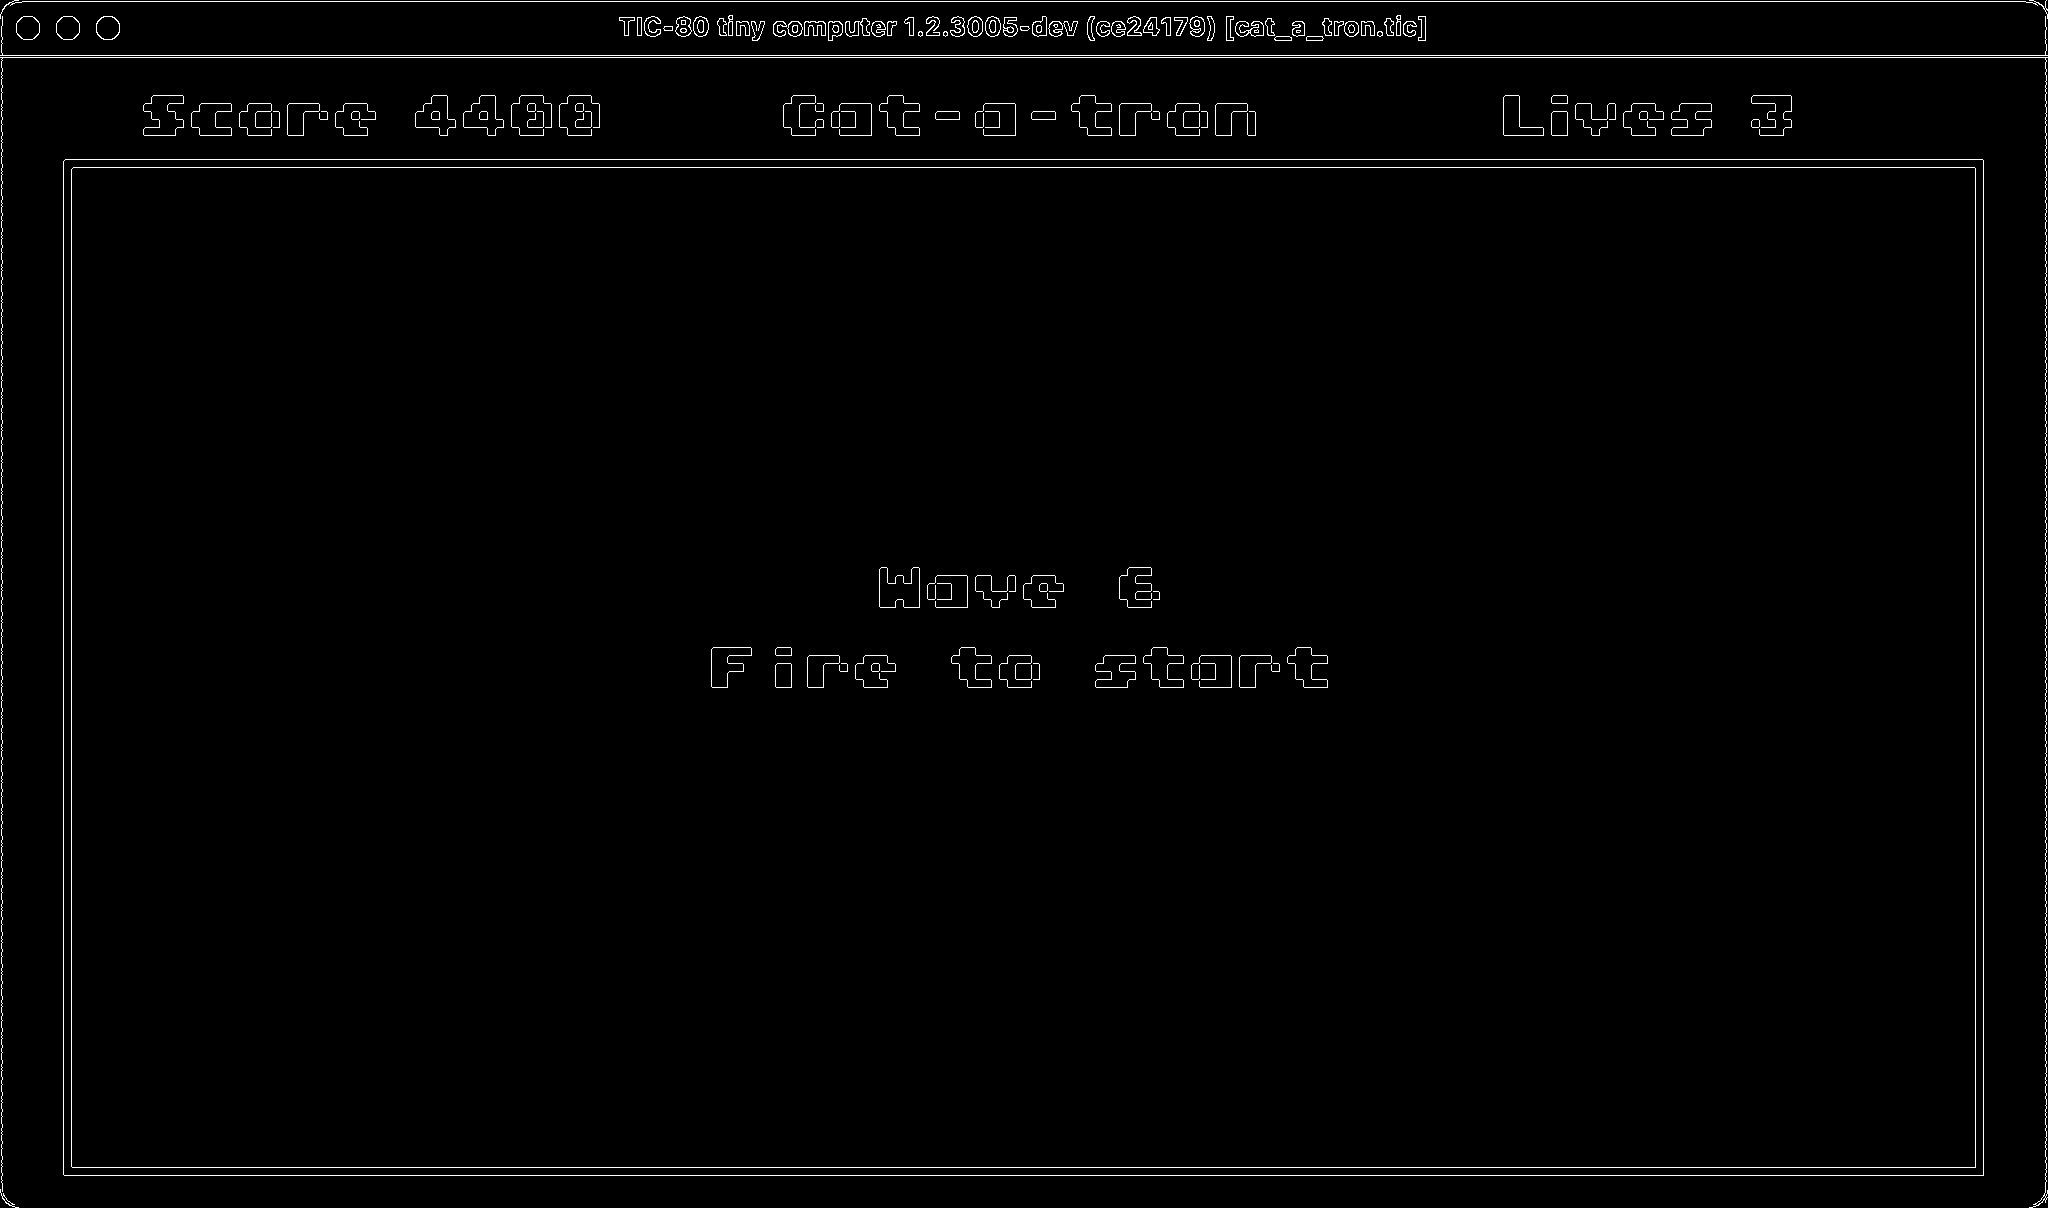 TIC-80 tiny computer 1.2.3005-dev (ce24179) [cat_a_tron.tic]
Score 4400 Cat-a-tron Lives 3
Wave 6
Fire to start